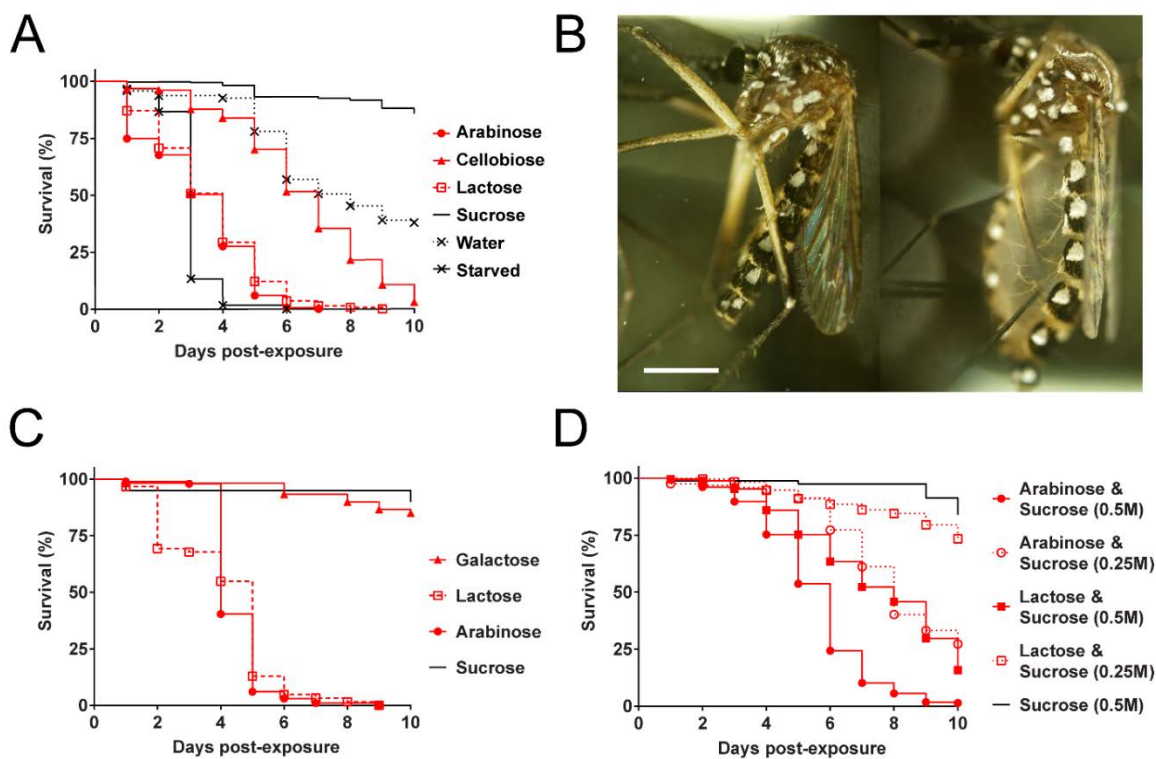 A
100
75
50
25
0
Survival (%)
0 2 4 6 8 10
Days post-exposure
Arabinose
Cellobiose
Lactose
Sucrose
Water
Starved
B
C
100
75
50
25
0
Survival (%)
0 2 4 6 8 10
Days post-exposure
Galactose
Lactose
Arabinose
Sucrose
D
100
75
50
25
0
Survival (%)
0 2 4 6 8 10
Days post-exposure
Arabinose &
Sucrose (0.5M)
Arabinose &
Sucrose (0.25M)
Lactose &
Sucrose (0.5M)
Lactose &
Sucrose (0.25M)
Sucrose (0.5M)